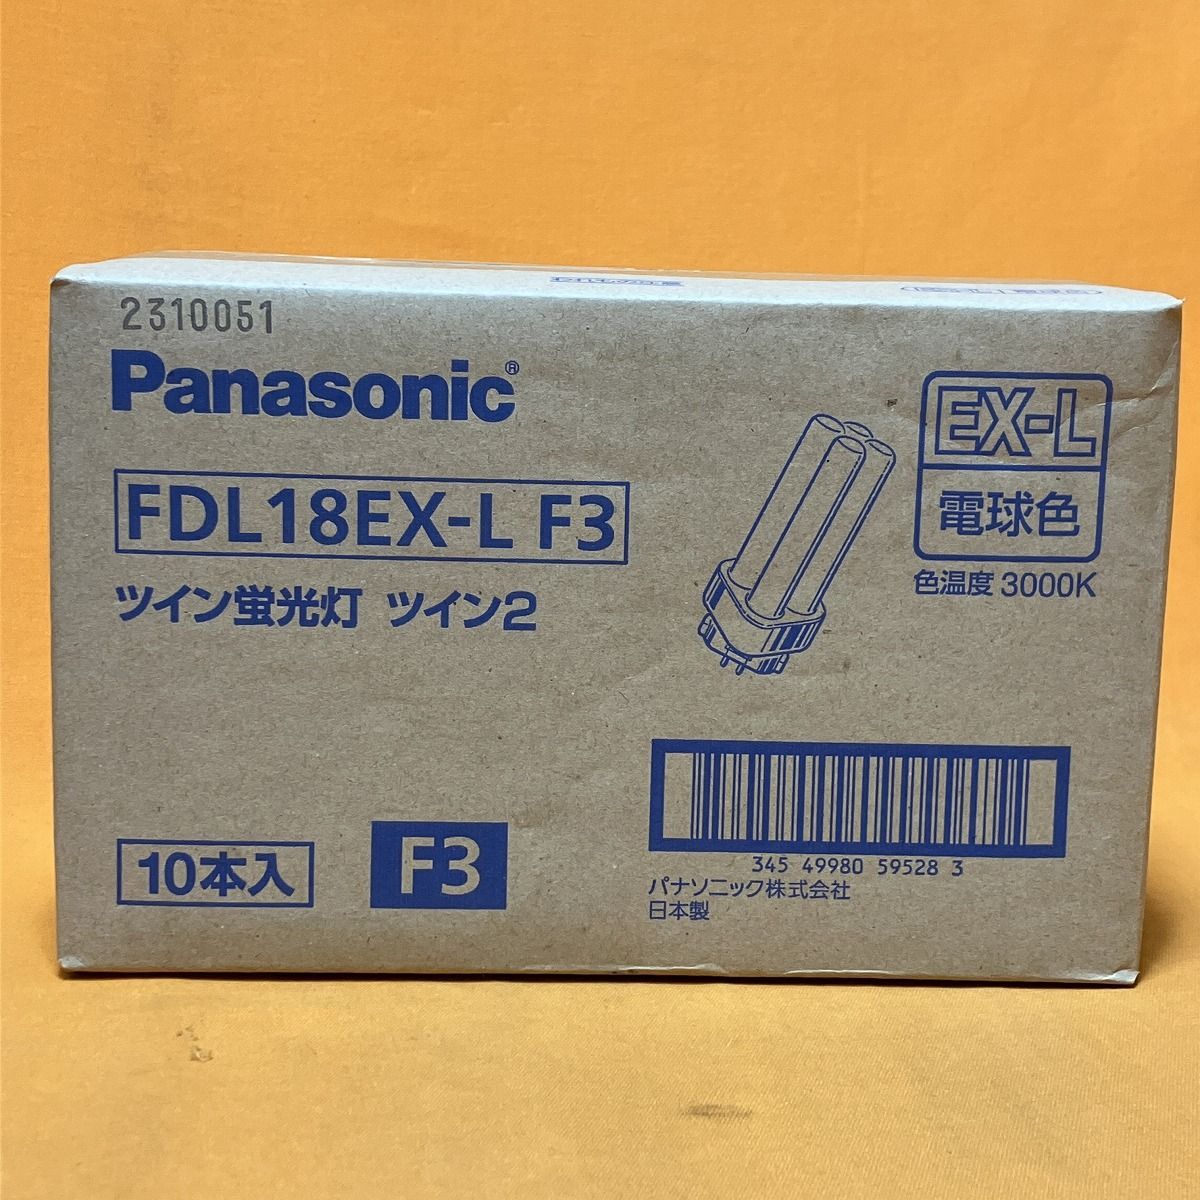 2310051
Panasonic®
FDL18EX-L F3
ツイン蛍光灯 ツイン2
EX-L
電球色
色温度 3000K
10本入
F3
345 49980 59528 3
パナソニック株式会社
日本製